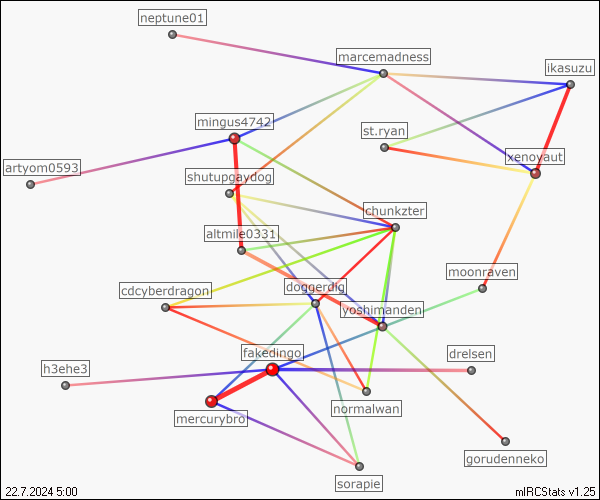 neptune01
marcemadness
ikasuzu
mingus4742
st.ryan
xenoyaut
artyom0593
shutupgaydog
chunkzter
altmile0331
moonraven
cdcyberdragon
doggerdig
yoshimanden
fakedingo
drelsen
h3ehe3
normalwan
mercurybro
gorudenneko
sorapie
22.7.2024 5:00
mIRCStats v1.25